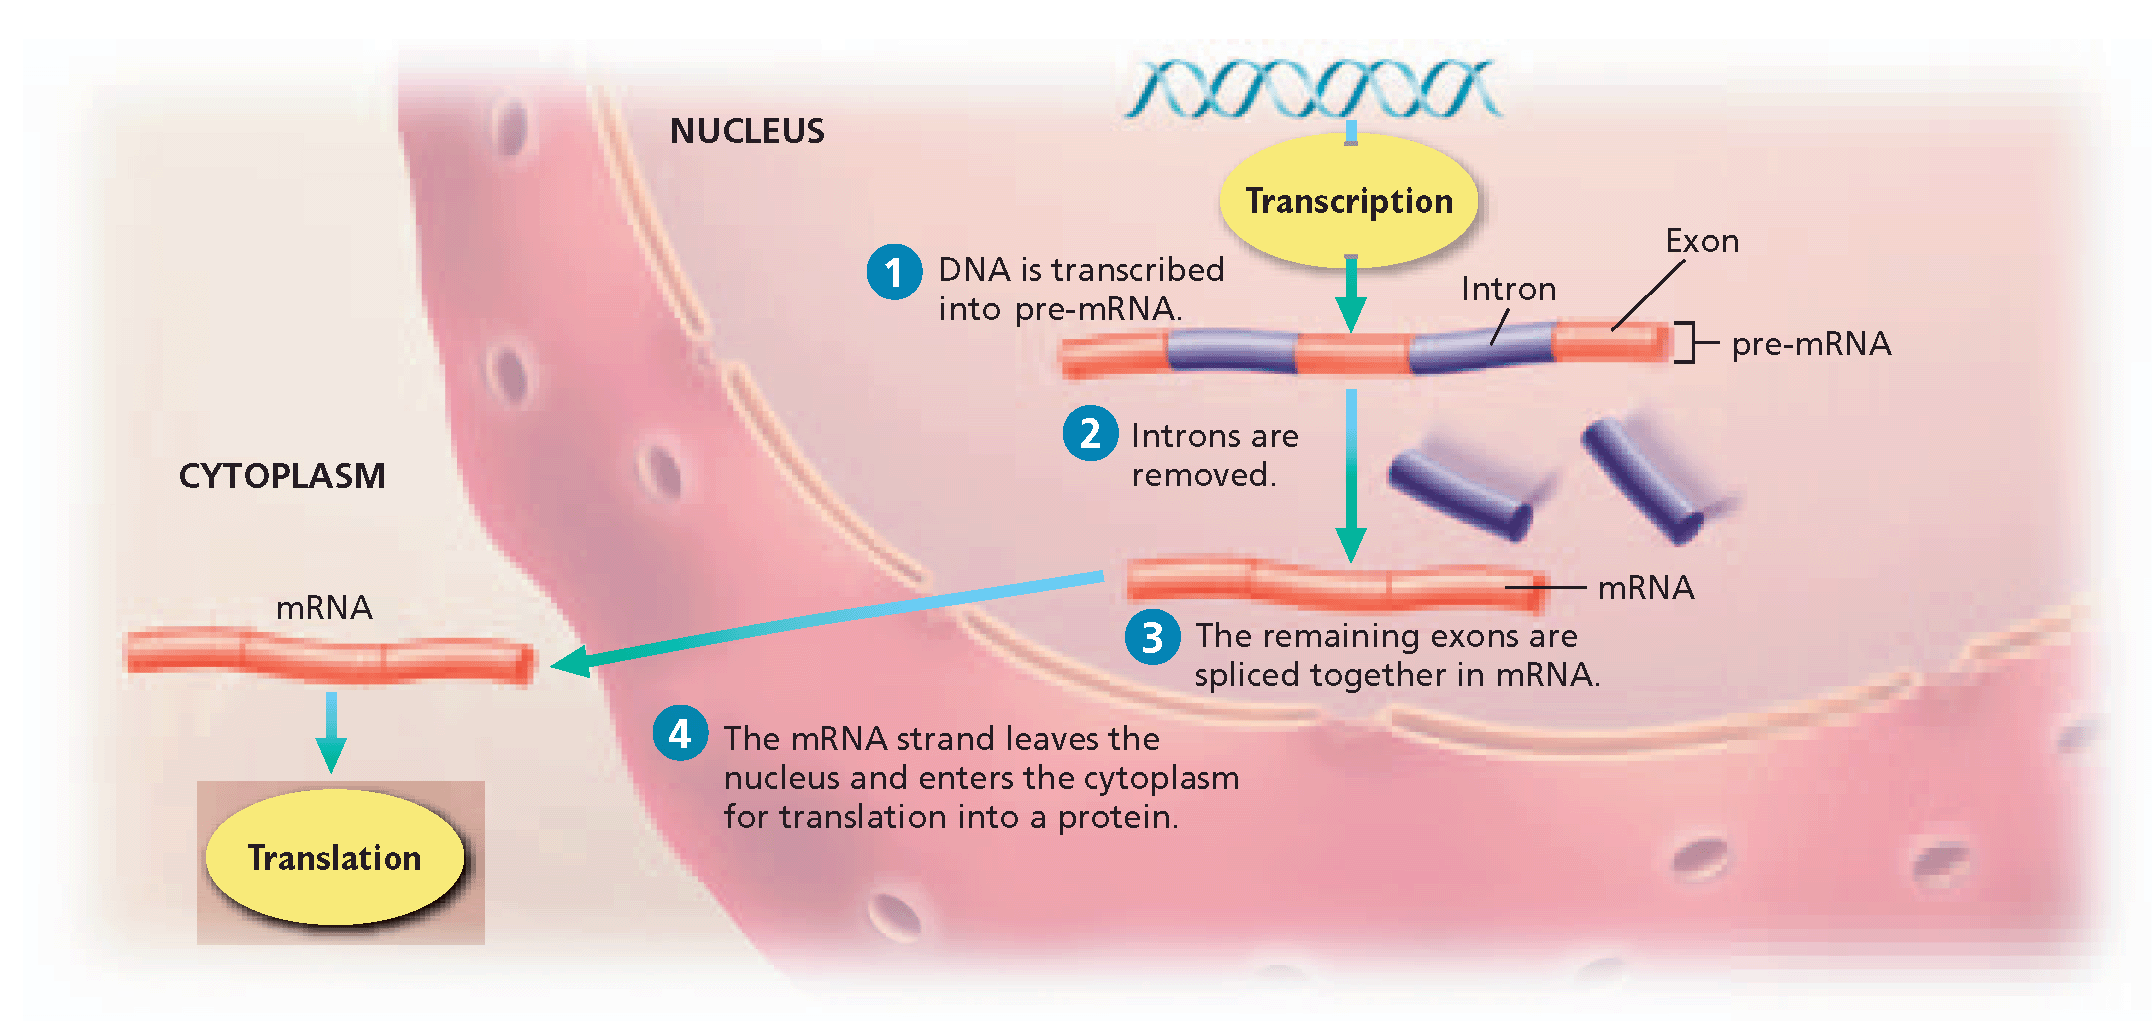 NUCLEUS
Transcription
1 DNA is transcribed
into pre-mRNA.
Exon
Intron
pre-mRNA
2 Introns are
removed.
CYTOPLASM
mRNA
mRNA
3 The remaining exons are
spliced together in mRNA.
4 The mRNA strand leaves the
nucleus and enters the cytoplasm
for translation into a protein.
Translation